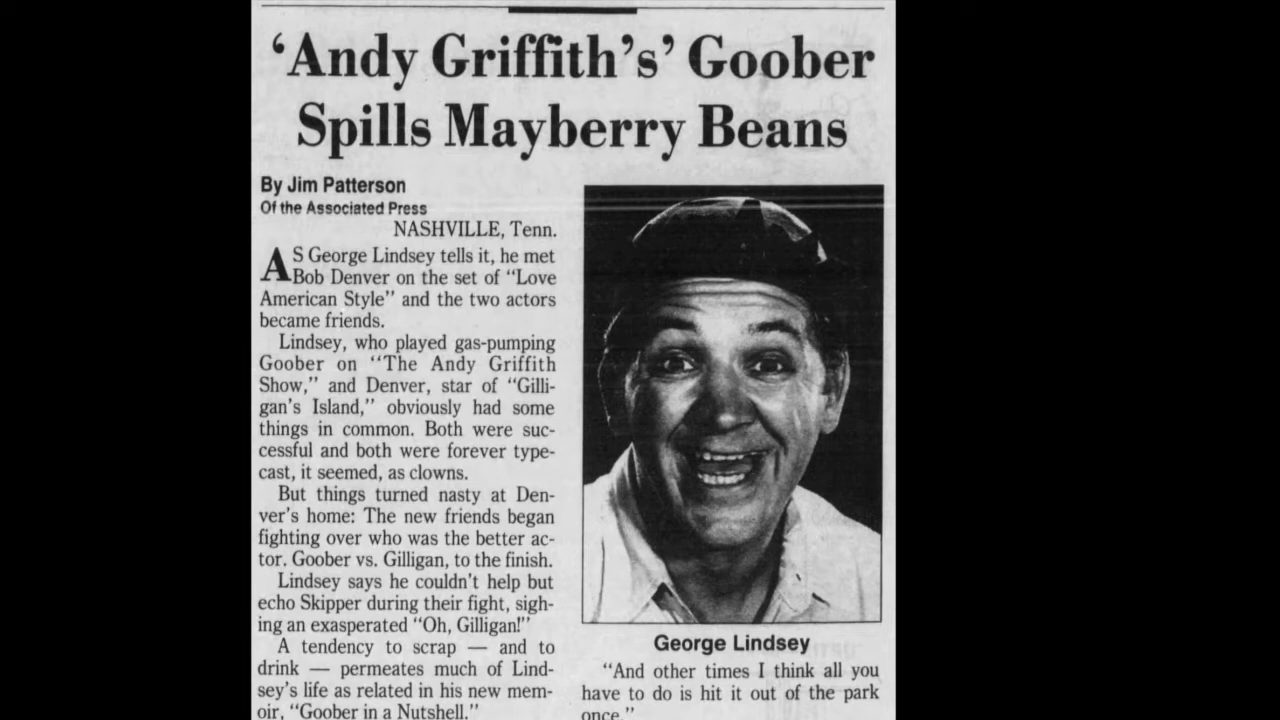 ‘Andy Griffith’s’ Goober
Spills Mayberry Beans
By Jim Patterson
Of the Associated Press
NASHVILLE, Tenn.
AS George Lindsey tells it, he met
Bob Denver on the set of “Love
American Style” and the two actors
became friends.
Lindsey, who played gas-pumping
Goober on “The Andy Griffith
Show,” and Denver, star of “Gilli-
gan’s Island,” obviously had some
things in common. Both were suc-
cessful and both were forever type-
cast, it seemed, as clowns.
But things turned nasty at Den-
ver’s home: The new friends began
fighting over who was the better ac-
tor. Goober vs. Gilligan, to the finish.
Lindsey says he couldn’t help but
echo Skipper during their fight, sigh-
ing an exasperated “Oh, Gilligan!”
A tendency to scrap — and to
drink — permeates much of Lind-
sey’s life as related in his new mem-
oir, “Goober in a Nutshell.”
George Lindsey
“And other times I think all you
have to do is hit it out of the park
once.”